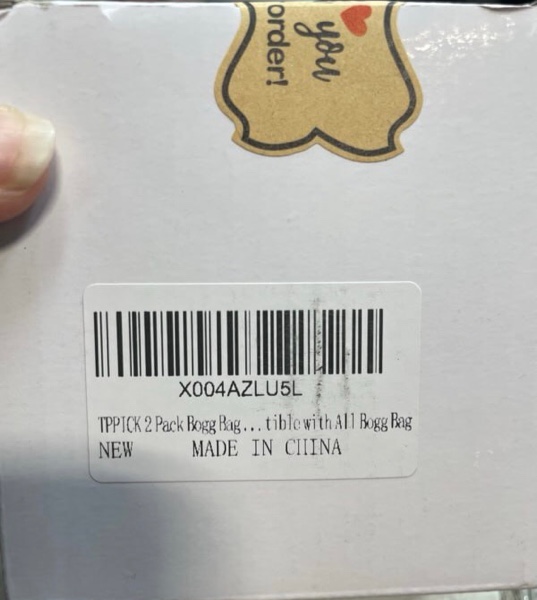 you
order!
X004AZLU5L
TPPICK 2 Pack Bogg Bag...tible with All Bogg Bag
NEW MADE IN CHINA